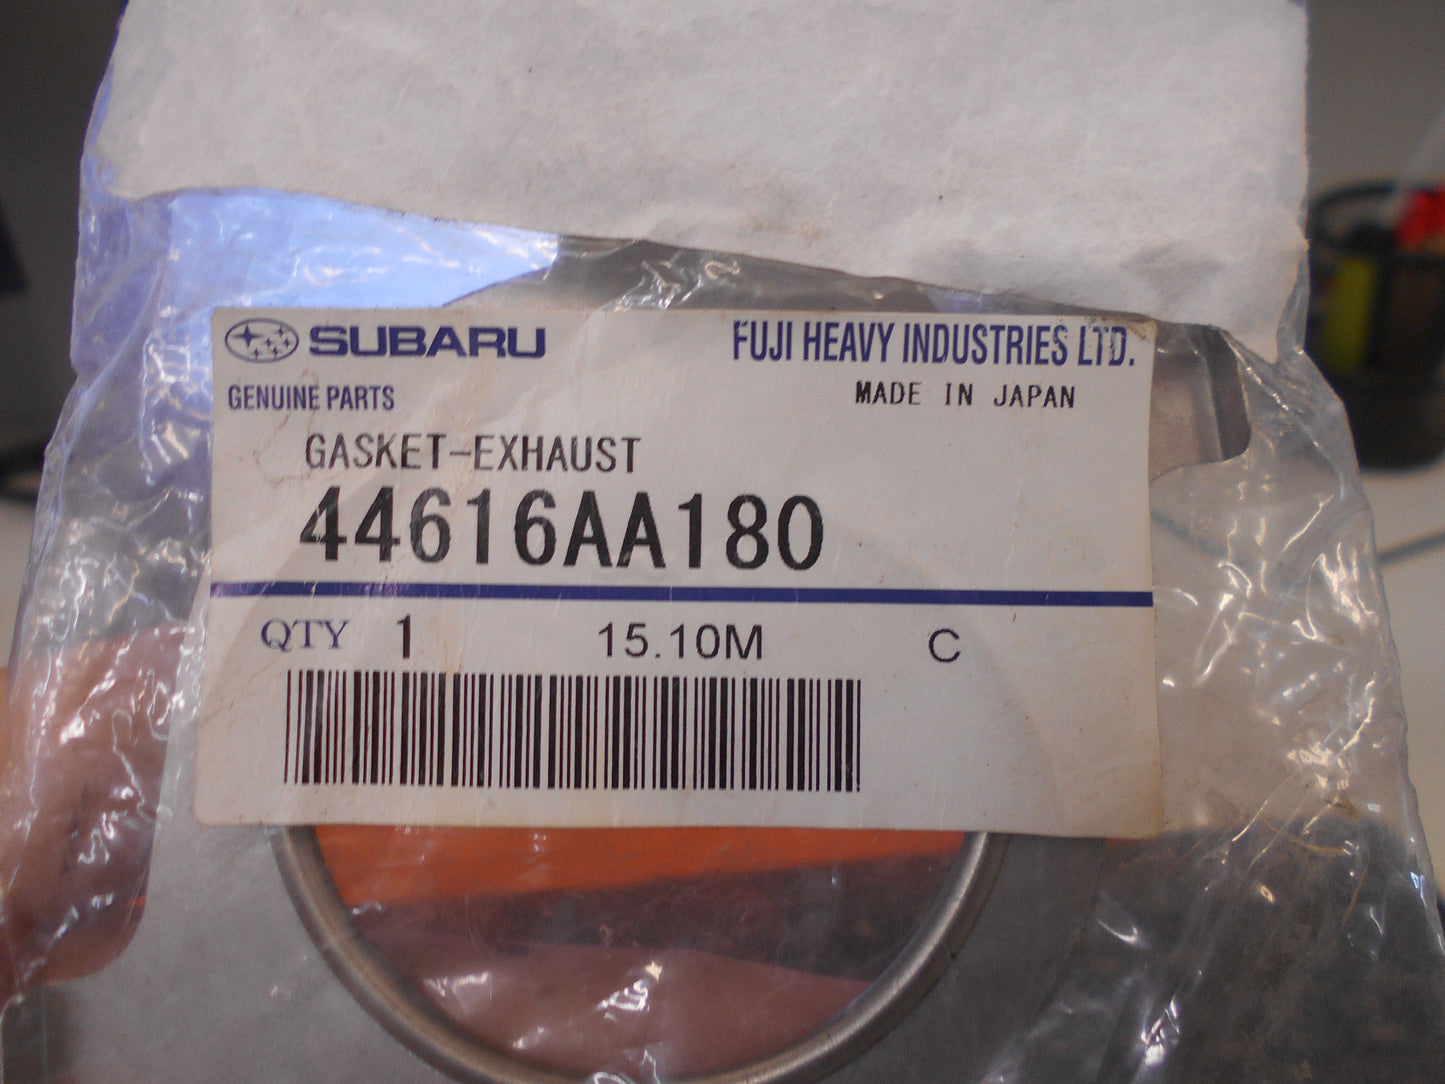 SUBARU FUJI HEAVY INDUSTRIES LTD.
GENUINE PARTS MADE IN JAPAN
GASKET-EXHAUST
44616AA180
QTY 1 15.10M C